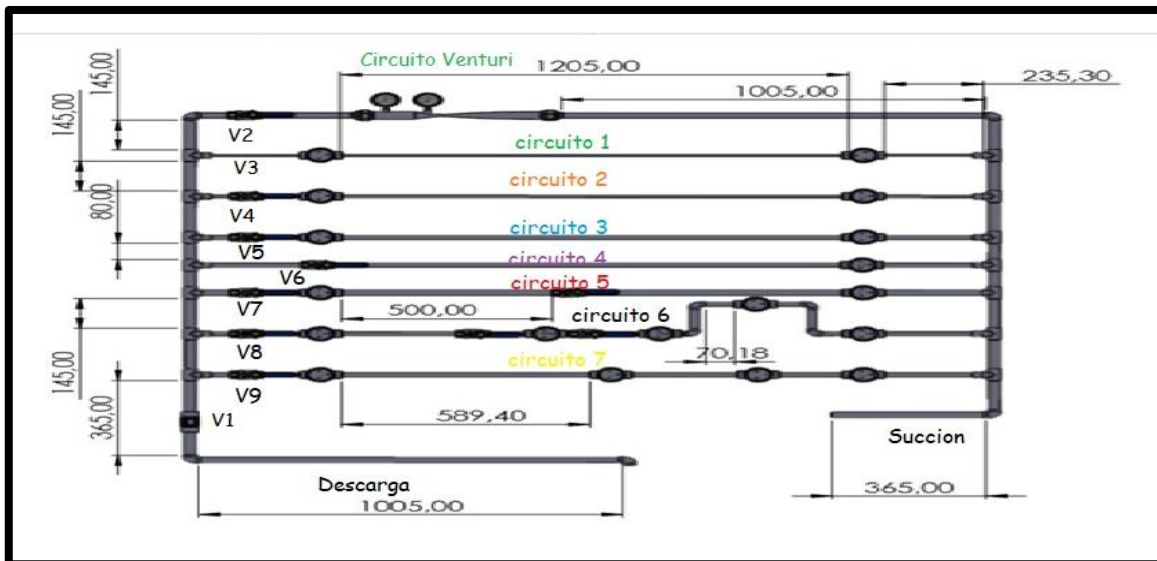 Circuito Venturi
1205,00
235,30
1005,00
145,00
145,00
V2
circuito 1
V3
circuito 2
80,00
V4
circuito 3
V5
circuito 4
V6
circuito 5
V7
500,00
circuito 6
V8
70,18
circuito 7
145,00
V9
589,40
365,00
V1
Succion
Descarga
365,00
1005,00